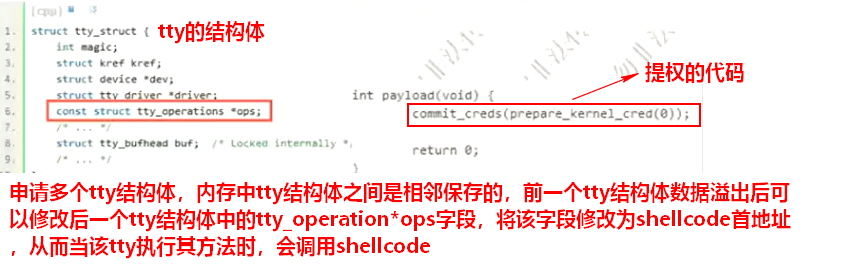 [cpp]
tty的结构体
1. struct tty_struct {
2. int magic;
3. struct kref kref;
4. struct device *dev;
5. struct tty_driver *driver;
6. const struct tty_operations *ops;
7. /* ... */
8. struct tty_bufhead buf; /* Locked internally *
9. /* ... */
提权的代码
int payload(void) {
commit_creds(prepare_kernel_cred(0));
return 0;
}
申请多个tty结构体，内存中tty结构体之间是相邻保存的，前一个tty结构体数据溢出后可
以修改后一个tty结构体中的tty_operation*ops字段，将该字段修改为shellcode首地址
，从而当该tty执行其方法时，会调用shellcode